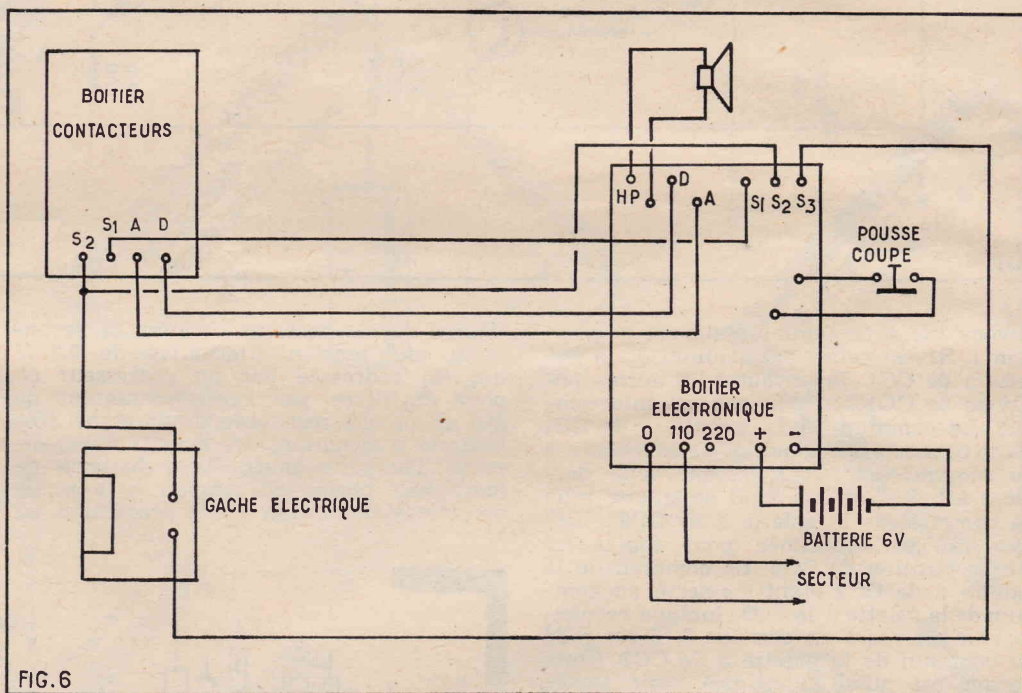 BOITIER
CONTACTEURS
S2 S1 A D
HP D A S1 S2 S3
POUSSE
COUPE
BOITIER
ELECTRONIQUE
0 110 220 + -
GACHE ELECTRIQUE
BATTERIE 6V
SECTEUR
FIG.6